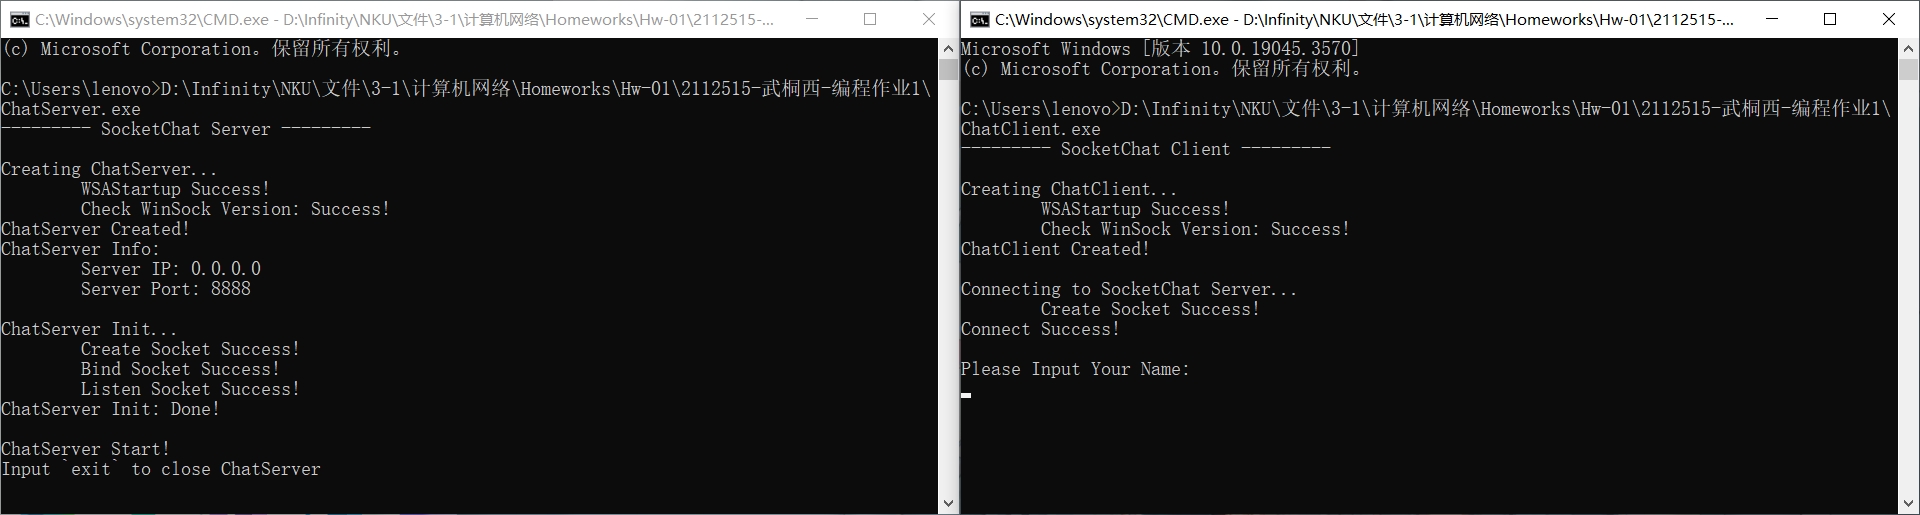 C:\Windows\system32\CMD.exe - D:\Infinity\NKU\文件\3-1\计算机网络\Homeworks\Hw-01\2112515-...
(c) Microsoft Corporation。保留所有权利。
C:\Users\lenovo>D:\Infinity\NKU\文件\3-1\计算机网络\Homeworks\Hw-01\2112515-武桐西-编程作业1\
ChatServer.exe
--------- SocketChat Server ---------
Creating ChatServer...
WSAStartup Success!
Check WinSock Version: Success!
ChatServer Created!
ChatServer Info:
Server IP: 0.0.0.0
Server Port: 8888
ChatServer Init...
Create Socket Success!
Bind Socket Success!
Listen Socket Success!
ChatServer Init: Done!
ChatServer Start!
Input `exit` to close ChatServer
C:\Windows\system32\CMD.exe - D:\Infinity\NKU\文件\3-1\计算机网络\Homeworks\Hw-01\2112515-...
Microsoft Windows [版本 10.0.19045.3570]
(c) Microsoft Corporation。保留所有权利。
C:\Users\lenovo>D:\Infinity\NKU\文件\3-1\计算机网络\Homeworks\Hw-01\2112515-武桐西-编程作业1\
ChatClient.exe
--------- SocketChat Client ---------
Creating ChatClient...
WSAStartup Success!
Check WinSock Version: Success!
ChatClient Created!
Connecting to SocketChat Server...
Create Socket Success!
Connect Success!
Please Input Your Name: